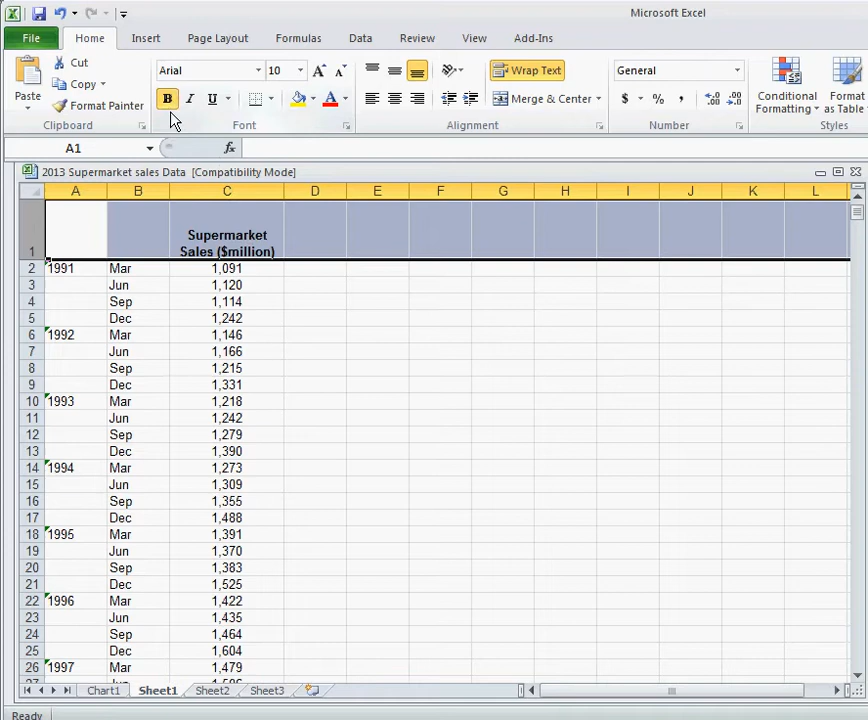 Microsoft Excel
File Home Insert Page Layout Formulas Data Review View Add-Ins
Paste
Cut
Copy
Format Painter
Clipboard
Arial 10
B I U
Font
Wrap Text
Merge & Center
Alignment
General
$ % ,
Number
Conditional Formatting
Format as Table
Styles
A1 fx
2013 Supermarket sales Data [Compatibility Mode]
A B C D E F G H I J K L
1 Supermarket
Sales ($million)
2 1991 Mar 1,091
3 Jun 1,120
4 Sep 1,114
5 Dec 1,242
6 1992 Mar 1,146
7 Jun 1,166
8 Sep 1,215
9 Dec 1,331
10 1993 Mar 1,218
11 Jun 1,242
12 Sep 1,279
13 Dec 1,390
14 1994 Mar 1,273
15 Jun 1,309
16 Sep 1,355
17 Dec 1,488
18 1995 Mar 1,391
19 Jun 1,370
20 Sep 1,383
21 Dec 1,525
22 1996 Mar 1,422
23 Jun 1,435
24 Sep 1,464
25 Dec 1,604
26 1997 Mar 1,479
Chart1 Sheet1 Sheet2 Sheet3
Ready